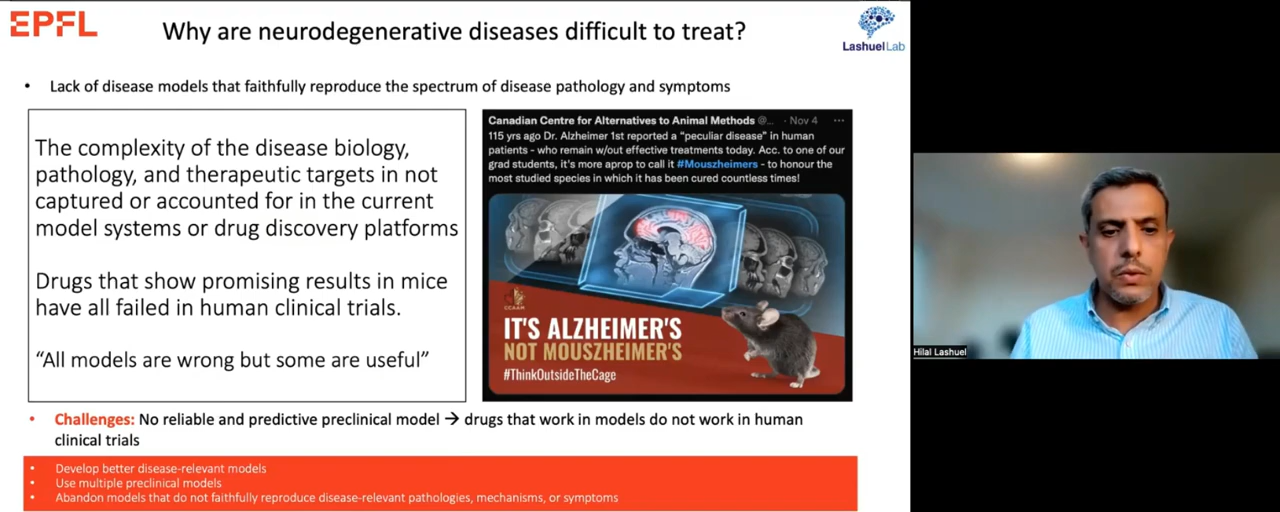 EPFL
Why are neurodegenerative diseases difficult to treat?
LashuelLab
• Lack of disease models that faithfully reproduce the spectrum of disease pathology and symptoms
The complexity of the disease biology,
pathology, and therapeutic targets in not
captured or accounted for in the current
model systems or drug discovery platforms
Drugs that show promising results in mice
have all failed in human clinical trials.
“All models are wrong but some are useful”
Canadian Centre for Alternatives to Animal Methods @... · Nov 4 ...
115 yrs ago Dr. Alzheimer 1st reported a “peculiar disease” in human
patients - who remain w/out effective treatments today. Acc. to one of our
grad students, it's more aprop to call it #Mouszheimers - to honour the
most studied species in which it has been cured countless times!
CCAAM
IT'S ALZHEIMER'S
NOT MOUSZHEIMER'S
#ThinkOutsideTheCage
• Challenges: No reliable and predictive preclinical model → drugs that work in models do not work in human
clinical trials
• Develop better disease-relevant models
• Use multiple preclinical models
• Abandon models that do not faithfully reproduce disease-relevant pathologies, mechanisms, or symptoms
Hilal Lashuel